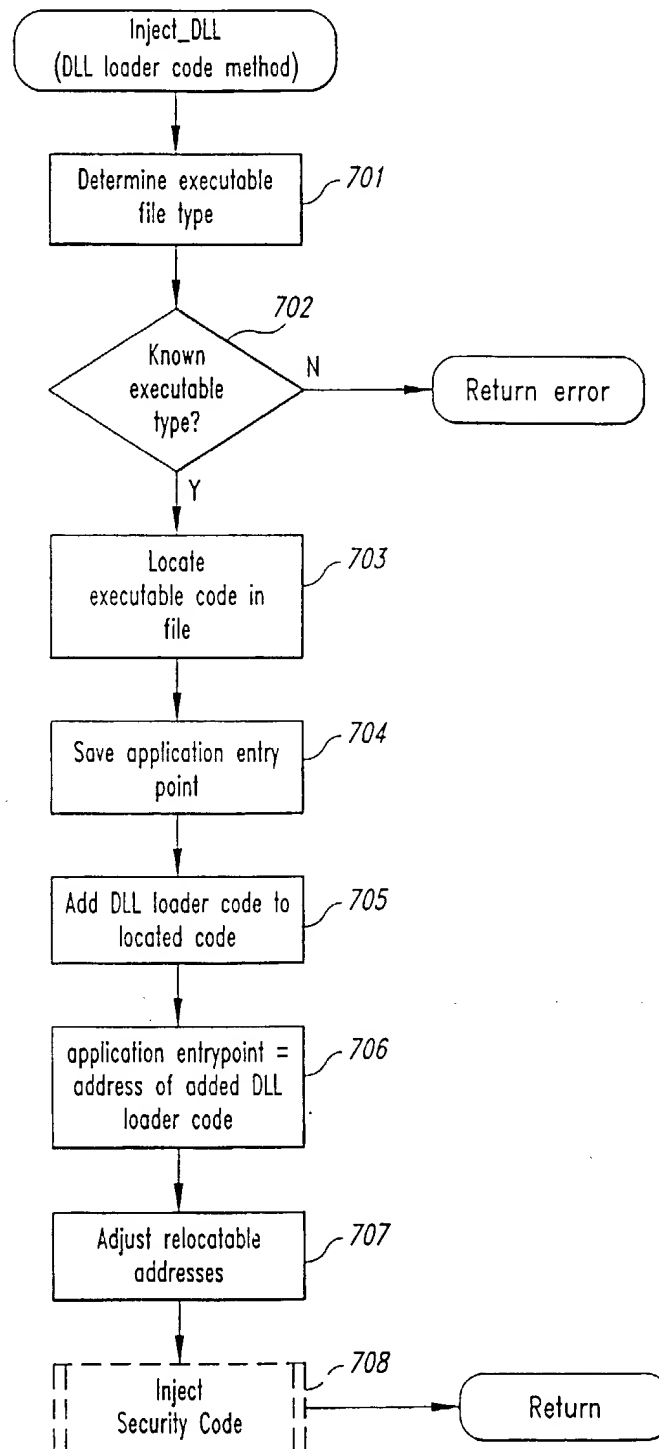 Inject_DLL
(DLL loader code method)
Determine executable
file type
701
702
Known
executable
type?
N
Return error
Y
Locate
executable code in
file
703
Save application entry
point
704
Add DLL loader code to
located code
705
application entrypoint =
address of added DLL
loader code
706
Adjust relocatable
addresses
707
Inject
Security Code
708
Return